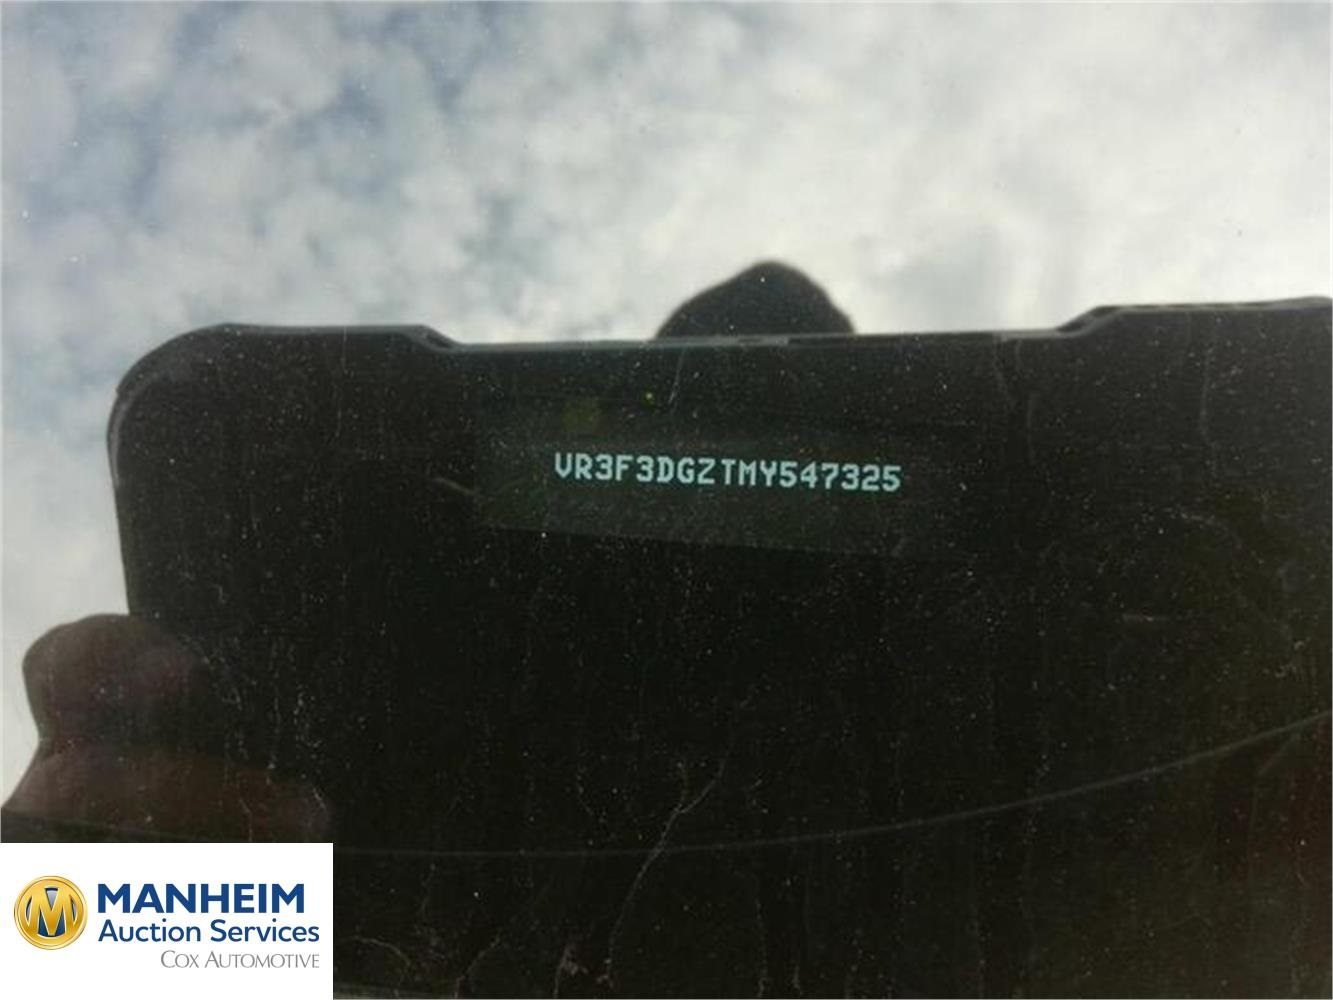 VR3F3DGZTMY547325
MANHEIM
Auction Services
COX AUTOMOTIVE